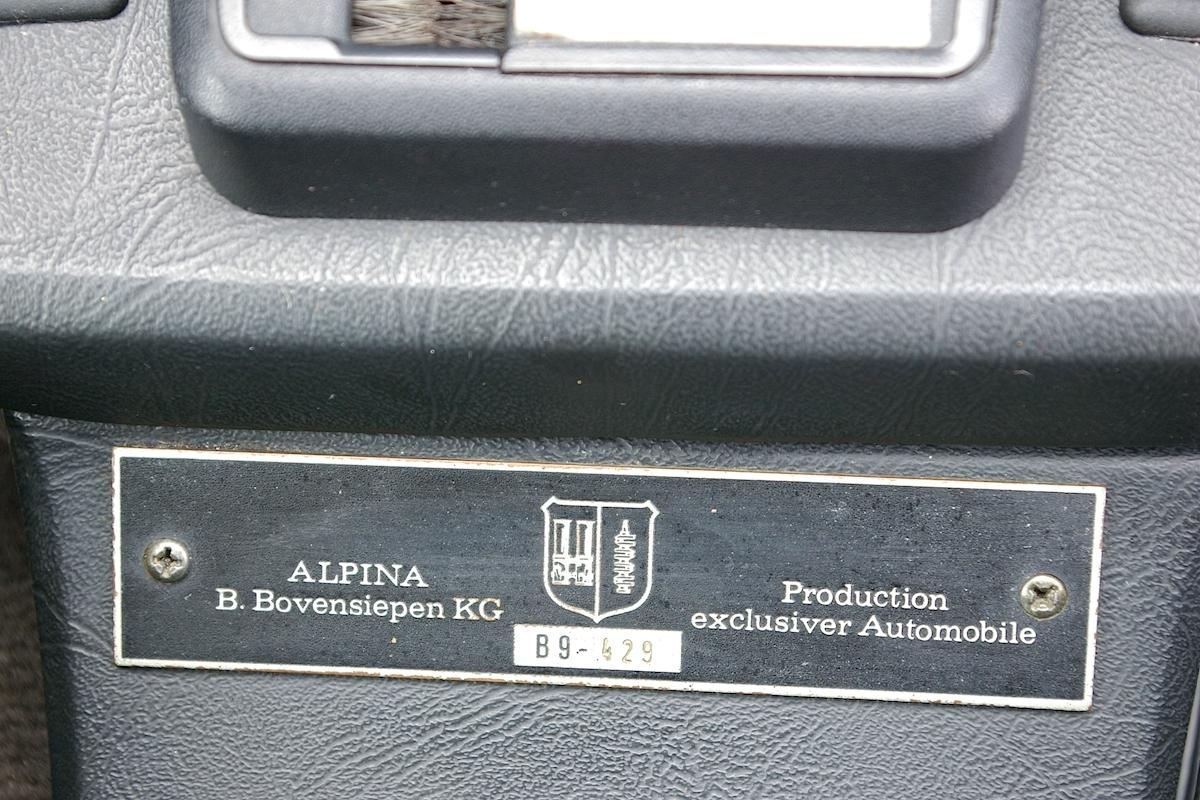 ALPINA
B. Bovensiepen KG
B9-429
Production
exclusiver Automobile